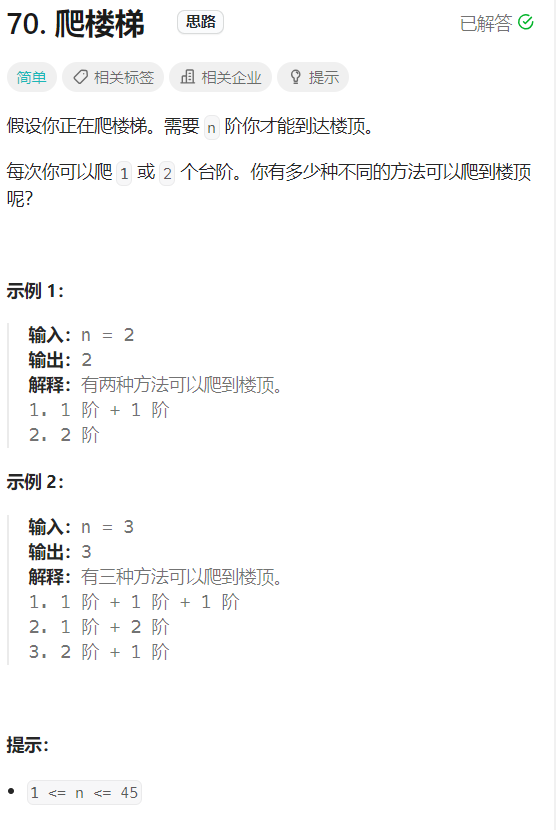 70. 爬楼梯 思路 已解答
简单 相关标签 相关企业 提示
假设你正在爬楼梯。需要 n 阶你才能到达楼顶。
每次你可以爬 1 或 2 个台阶。你有多少种不同的方法可以爬到楼顶
呢？
示例 1：
输入：n = 2
输出：2
解释：有两种方法可以爬到楼顶。
1. 1 阶 + 1 阶
2. 2 阶
示例 2：
输入：n = 3
输出：3
解释：有三种方法可以爬到楼顶。
1. 1 阶 + 1 阶 + 1 阶
2. 1 阶 + 2 阶
3. 2 阶 + 1 阶
提示：
• 1 <= n <= 45